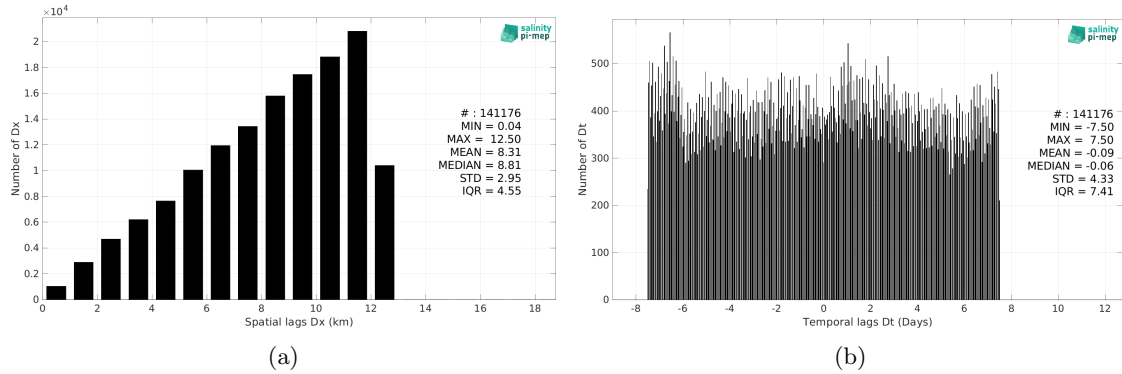 ×10⁴
salinity
pi-mep
2
1.8
1.6
1.4
1.2
1
0.8
0.6
0.4
0.2
0
Number of Dx
# : 141176
MIN = 0.04
MAX = 12.50
MEAN = 8.31
MEDIAN = 8.81
STD = 2.95
IQR = 4.55
0 2 4 6 8 10 12 14 16 18
Spatial lags Dx (km)
(a)
salinity
pi-mep
500
400
300
200
100
0
Number of Dt
# : 141176
MIN = -7.50
MAX = 7.50
MEAN = -0.09
MEDIAN = -0.06
STD = 4.33
IQR = 7.41
-8 -6 -4 -2 0 2 4 6 8 10 12
Temporal lags Dt (Days)
(b)